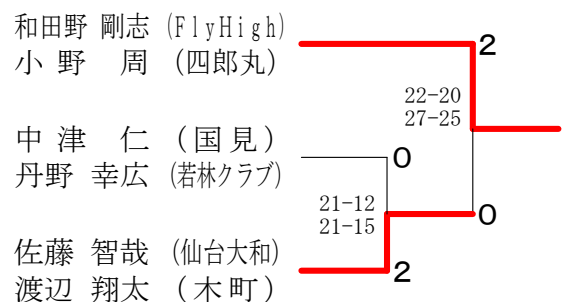 和田野 剛志 (FlyHigh)
小野 周 (四郎丸)
2
22-20
27-25
中津 仁 (国見)
丹野 幸広 (若林クラブ)
0
21-12
21-15
0
佐藤 智哉 (仙台大和)
渡辺 翔太 (木町)
2